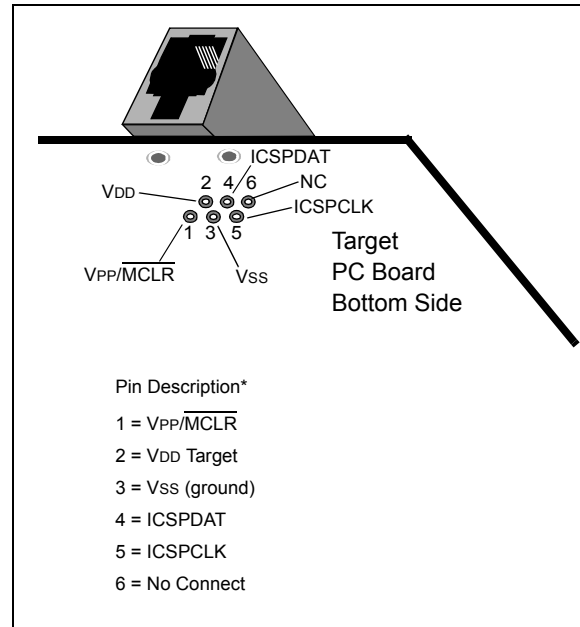 ICSPDAT
2 4 6 NC
VDD
ICSPCLK
1 3 5
Target
VPP/MCLR VSS
PC Board
Bottom Side
Pin Description*
1 = VPP/MCLR
2 = VDD Target
3 = VSS (ground)
4 = ICSPDAT
5 = ICSPCLK
6 = No Connect